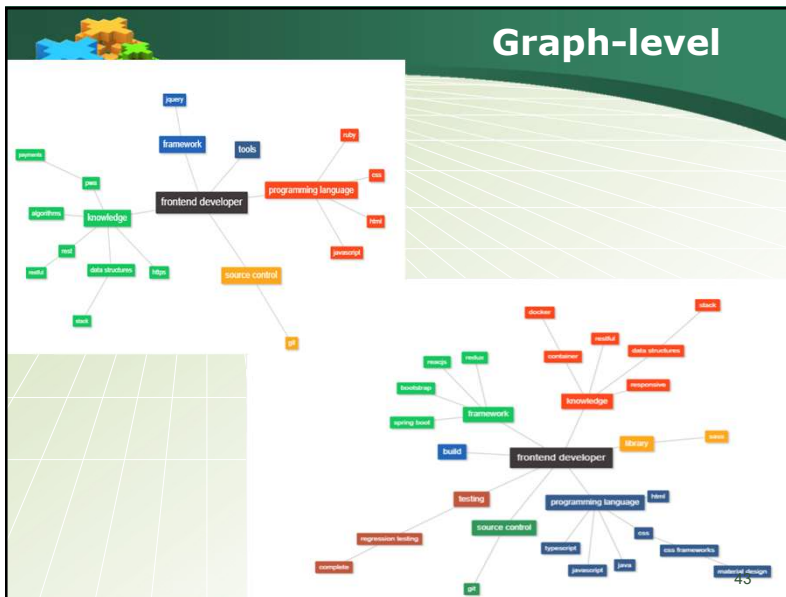 Graph-level
jquery
framework
tools
ruby
css
programming language
html
javascript
frontend developer
payloads
pwa
algorithms
knowledge
rest
restful
data structures
https
stack
source control
git
docker
stack
restful
container
data structures
responsive
knowledge
reactjs
redux
bootstrap
framework
spring boot
library
sass
build
frontend developer
testing
programming language
html
source control
css
regression testing
typescript
css frameworks
java
javascript
complete
material design
git
43